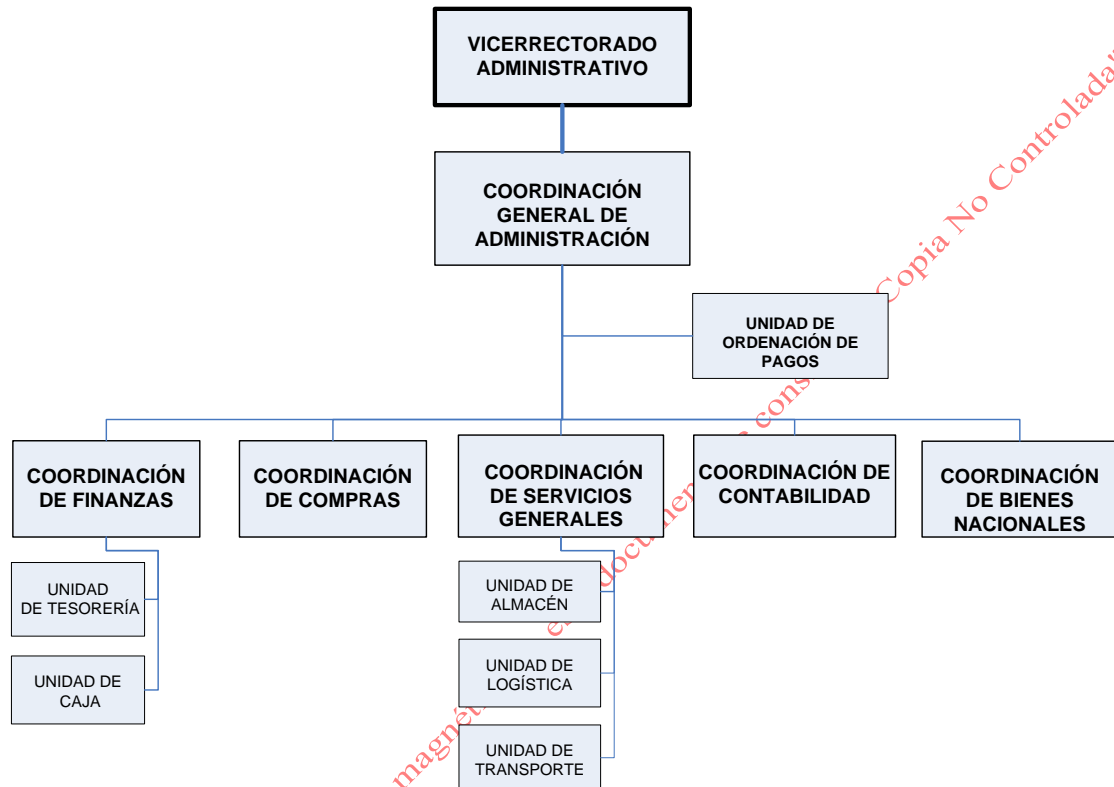 VICERRECTORADO
ADMINISTRATIVO
COORDINACIÓN
GENERAL DE
ADMINISTRACIÓN
UNIDAD DE
ORDENACIÓN DE
PAGOS
COORDINACIÓN
DE FINANZAS
COORDINACIÓN
DE COMPRAS
COORDINACIÓN
DE SERVICIOS
GENERALES
COORDINACIÓN DE
CONTABILIDAD
COORDINACIÓN
DE BIENES
NACIONALES
UNIDAD
DE TESORERÍA
UNIDAD DE
CAJA
UNIDAD DE
ALMACÉN
UNIDAD DE
LOGÍSTICA
UNIDAD DE
TRANSPORTE
Copia No Controlada"